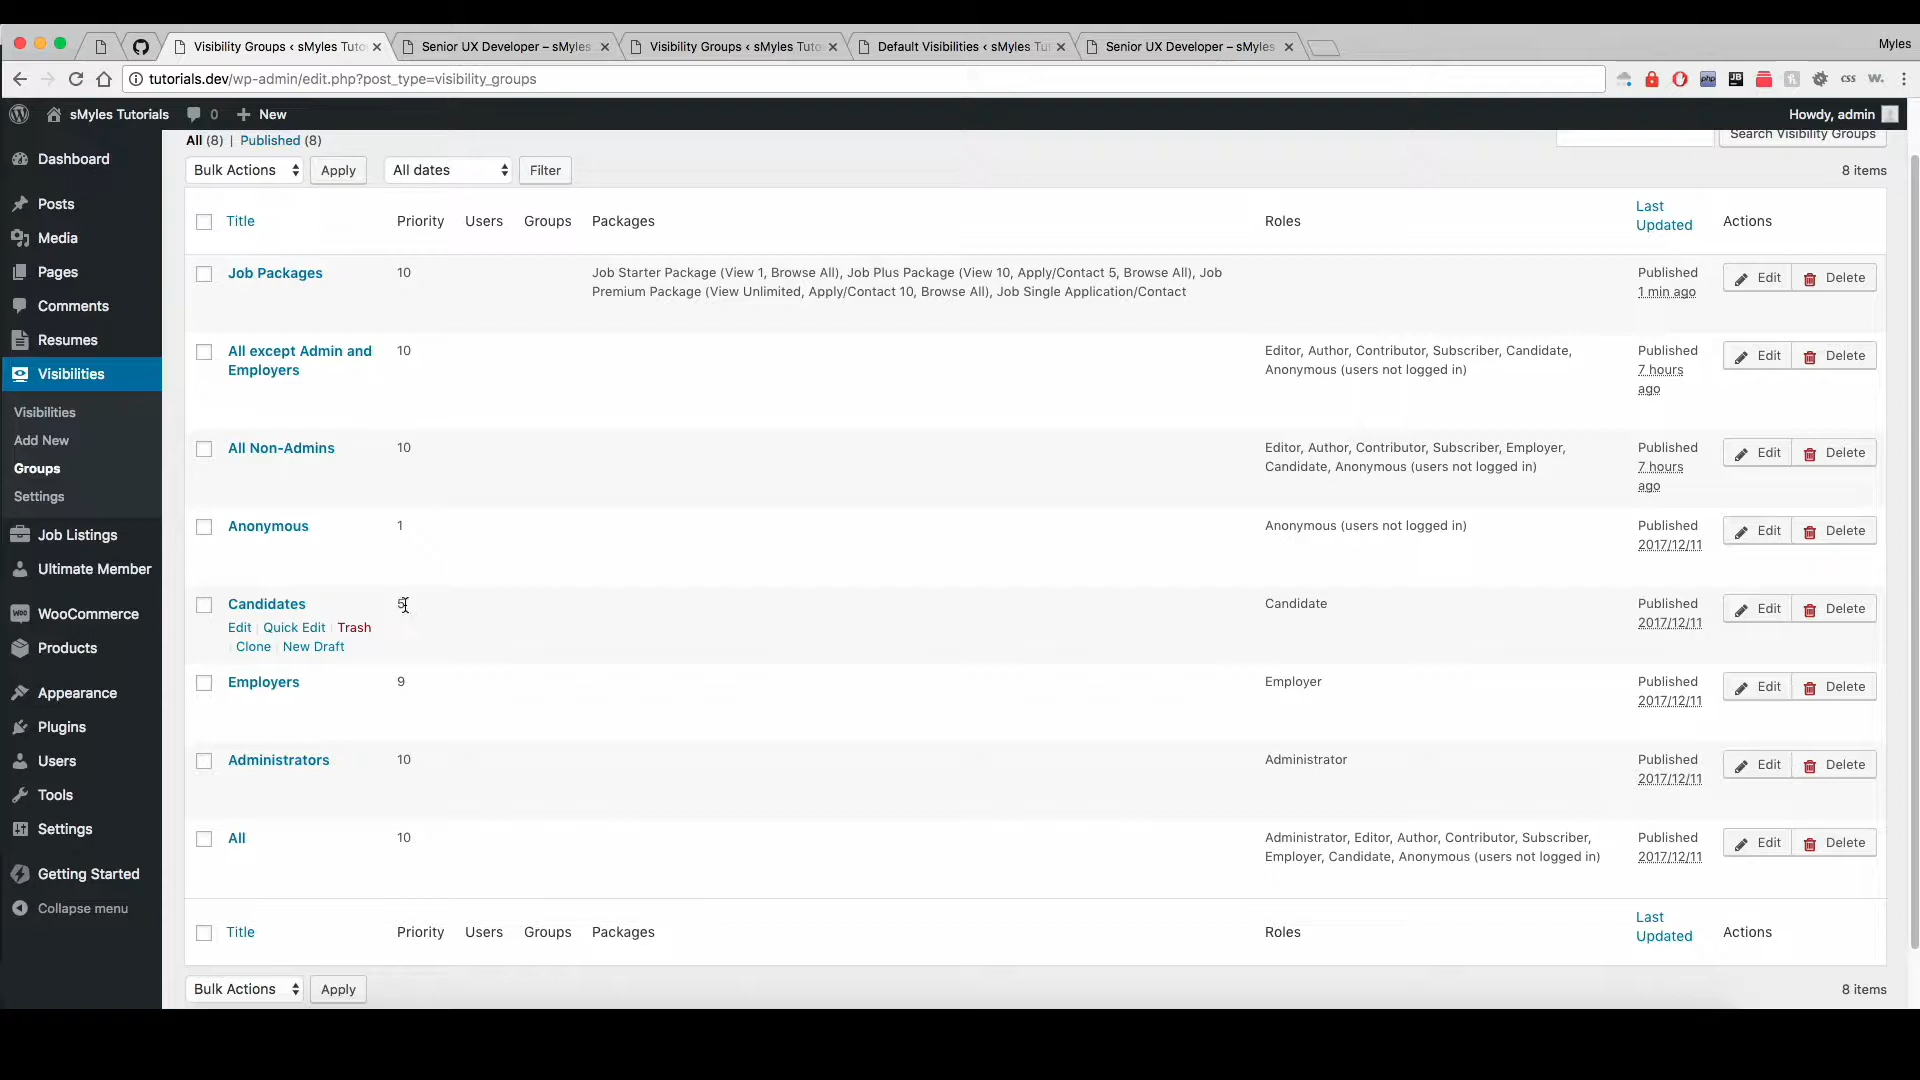 Visibility Groups ‹ sMyles Tuto
Senior UX Developer – sMyles
Visibility Groups ‹ sMyles Tuto
Default Visibilities ‹ sMyles Tut
Senior UX Developer – sMyles
Myles
tutorials.dev/wp-admin/edit.php?post_type=visibility_groups
php
JB
css
w.
sMyles Tutorials
0
New
Howdy, admin
Dashboard
Posts
Media
Pages
Comments
Resumes
Visibilities
Visibilities
Add New
Groups
Settings
Job Listings
Ultimate Member
Woo WooCommerce
Products
Appearance
Plugins
Users
Tools
Settings
Getting Started
Collapse menu
All (8) | Published (8)
Search Visibility Groups
Bulk Actions
Apply
All dates
Filter
8 items
Title
Priority
Users
Groups
Packages
Roles
Last
Updated
Actions
Job Packages
10
Job Starter Package (View 1, Browse All), Job Plus Package (View 10, Apply/Contact 5, Browse All), Job
Premium Package (View Unlimited, Apply/Contact 10, Browse All), Job Single Application/Contact
Published
1 min ago
Edit
Delete
All except Admin and
Employers
10
Editor, Author, Contributor, Subscriber, Candidate,
Anonymous (users not logged in)
Published
7 hours
ago
Edit
Delete
All Non-Admins
10
Editor, Author, Contributor, Subscriber, Employer,
Candidate, Anonymous (users not logged in)
Published
7 hours
ago
Edit
Delete
Anonymous
1
Anonymous (users not logged in)
Published
2017/12/11
Edit
Delete
Candidates
Edit | Quick Edit | Trash
| Clone | New Draft
5
Candidate
Published
2017/12/11
Edit
Delete
Employers
9
Employer
Published
2017/12/11
Edit
Delete
Administrators
10
Administrator
Published
2017/12/11
Edit
Delete
All
10
Administrator, Editor, Author, Contributor, Subscriber,
Employer, Candidate, Anonymous (users not logged in)
Published
2017/12/11
Edit
Delete
Title
Priority
Users
Groups
Packages
Roles
Last
Updated
Actions
Bulk Actions
Apply
8 items